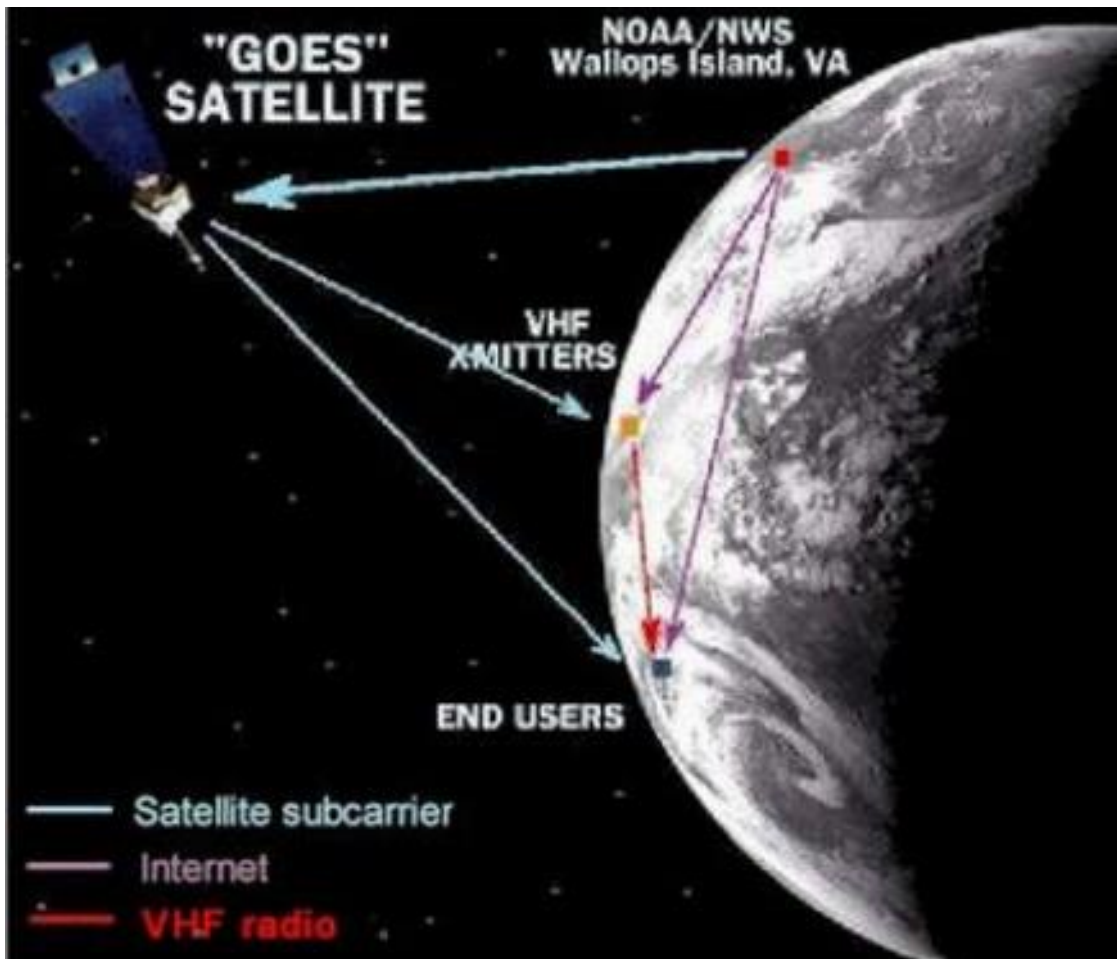 "GOES"
SATELLITE
NOAA/NWS
Wallops Island, VA
VHF
XMITTERS
END USERS
Satellite subcarrier
Internet
VHF radio